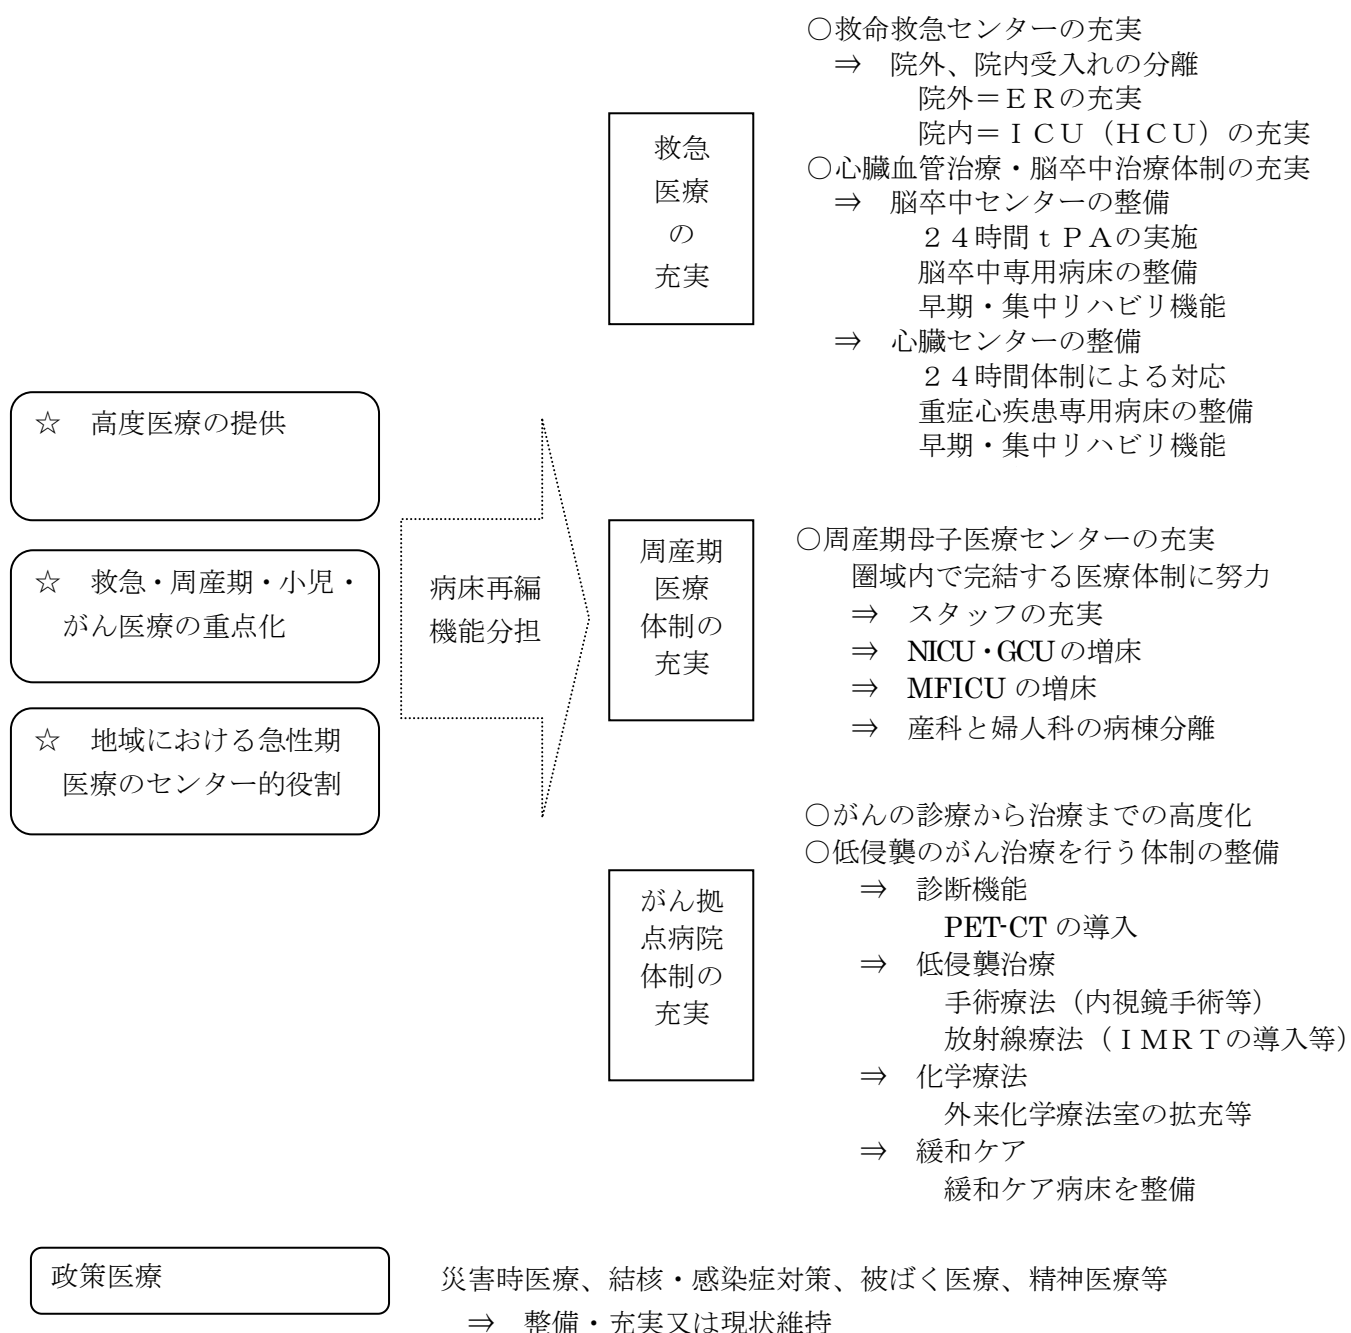 ☆　高度医療の提供
☆　救急・周産期・小児・
がん医療の重点化
☆　地域における急性期
医療のセンター的役割
病床再編
機能分担
救急
医療
の
充実
○救命救急センターの充実
⇒　院外、院内受入れの分離
院外＝ＥＲの充実
院内＝ＩＣＵ（ＨＣＵ）の充実
○心臓血管治療・脳卒中治療体制の充実
⇒　脳卒中センターの整備
２４時間ｔＰＡの実施
脳卒中専用病床の整備
早期・集中リハビリ機能
⇒　心臓センターの整備
２４時間体制による対応
重症心疾患専用病床の整備
早期・集中リハビリ機能
周産期
医療
体制の
充実
○周産期母子医療センターの充実
圏域内で完結する医療体制に努力
⇒　スタッフの充実
⇒　NICU・GCUの増床
⇒　MFICU の増床
⇒　産科と婦人科の病棟分離
がん拠
点病院
体制の
充実
○がんの診療から治療までの高度化
○低侵襲のがん治療を行う体制の整備
⇒　診断機能
PET-CT の導入
⇒　低侵襲治療
手術療法（内視鏡手術等）
放射線療法（ＩＭＲＴの導入等）
⇒　化学療法
外来化学療法室の拡充等
⇒　緩和ケア
緩和ケア病床を整備
政策医療
災害時医療、結核・感染症対策、被ばく医療、精神医療等
⇒　整備・充実又は現状維持